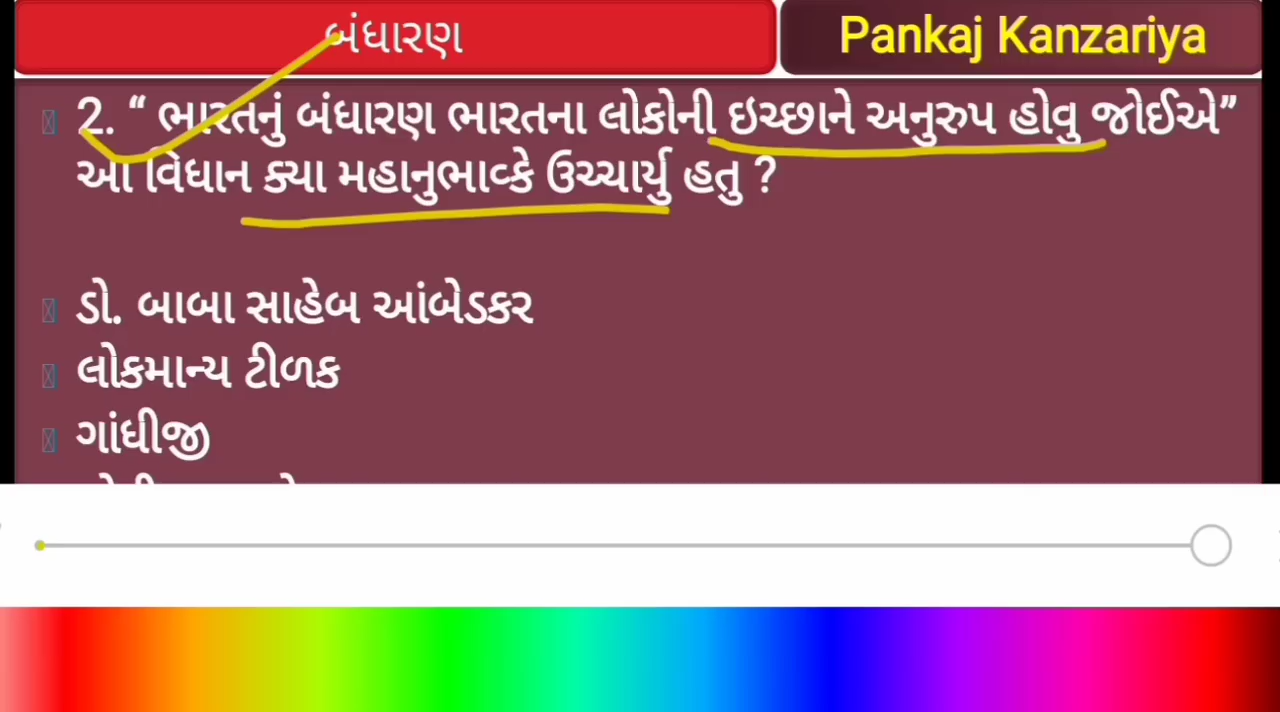 બંધારણ
Pankaj Kanzariya
2. “ ભારતનું બંધારણ ભારતના લોકોની ઇચ્છાને અનુરુપ હોવુ જોઈએ”
આ વિધાન ક્યા મહાનુભાવ્કે ઉચ્ચાર્યુ હતુ ?
ડો. બાબા સાહેબ આંબેડકર
લોકમાન્ય ટીળક
ગાંધીજી